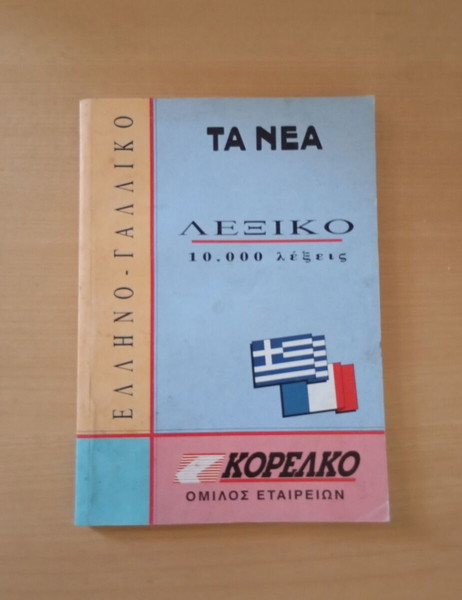 ΤΑ ΝΕΑ
ΛΕΞΙΚΟ
10.000 λέξεις
ΕΛΛΗΝΟ - ΓΑΛΛΙΚΟ
ΚΟΡΕΛΚΟ
ΟΜΙΛΟΣ ΕΤΑΙΡΕΙΩΝ